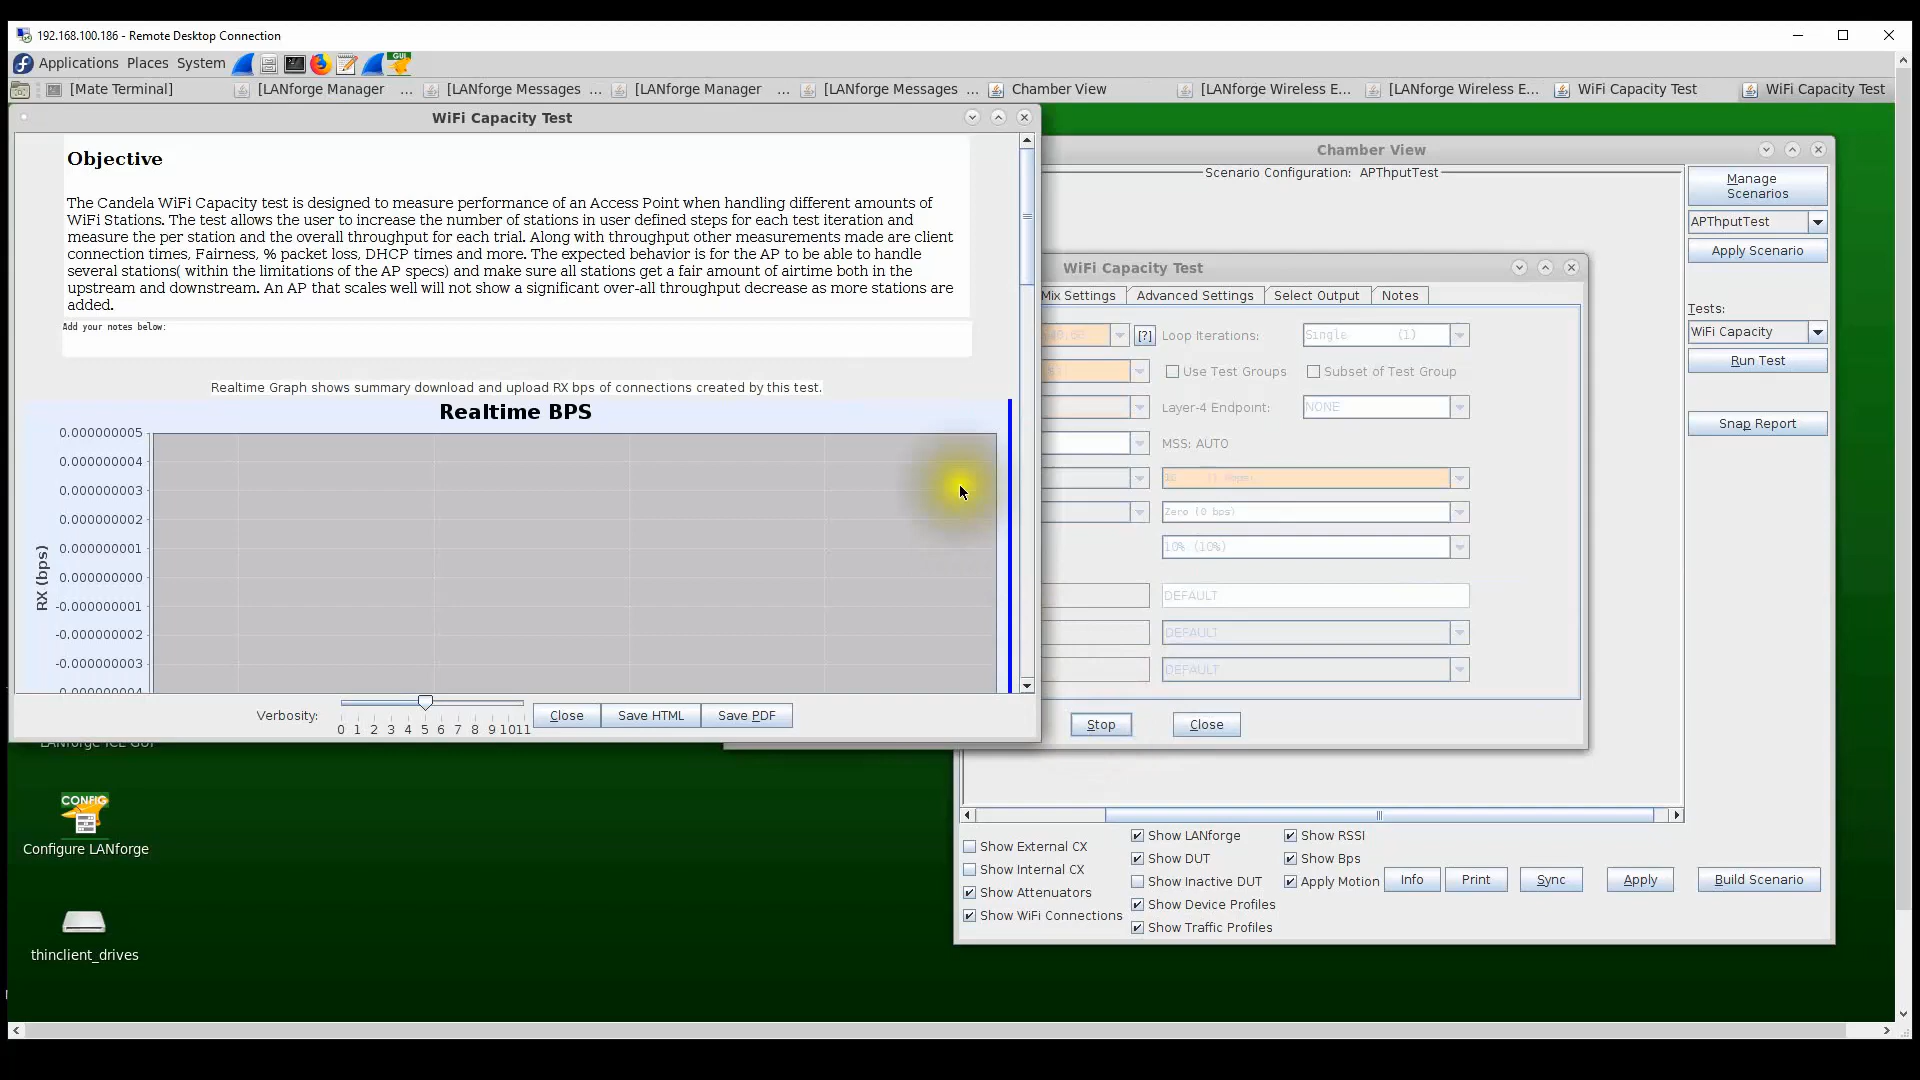 192.168.100.186 - Remote Desktop Connection
Applications Places System
[Mate Terminal] [LANforge Manager ... [LANforge Messages ... [LANforge Manager ... [LANforge Messages ... Chamber View [LANforge Wireless E... [LANforge Wireless E... WiFi Capacity Test WiFi Capacity Test
WiFi Capacity Test
Objective
The Candela WiFi Capacity test is designed to measure performance of an Access Point when handling different amounts of
WiFi Stations. The test allows the user to increase the number of stations in user defined steps for each test iteration and
measure the per station and the overall throughput for each trial. Along with throughput other measurements made are client
connection times, Fairness, % packet loss, DHCP times and more. The expected behavior is for the AP to be able to handle
several stations( within the limitations of the AP specs) and make sure all stations get a fair amount of airtime both in the
upstream and downstream. An AP that scales well will not show a significant over-all throughput decrease as more stations are
added.
Add your notes below:
Realtime Graph shows summary download and upload RX bps of connections created by this test.
Realtime BPS
0.000000005
0.000000004
0.000000003
0.000000002
0.000000001
0.000000000
-0.000000001
-0.000000002
-0.000000003
-0.000000004
RX (bps)
Verbosity:
0 1 2 3 4 5 6 7 8 9 1011
Close Save HTML Save PDF
Chamber View
Scenario Configuration: APThputTest
Manage
Scenarios
APThputTest
Apply Scenario
Tests:
WiFi Capacity
Run Test
Snap Report
WiFi Capacity Test
Mix Settings Advanced Settings Select Output Notes
[?] Loop Iterations: Single (1)
Use Test Groups Subset of Test Group
Layer-4 Endpoint: NONE
MSS: AUTO
Zero (0 bps)
10% (10%)
DEFAULT
DEFAULT
DEFAULT
Stop Close
Show External CX
Show Internal CX
Show Attenuators
Show WiFi Connections
Show LANforge
Show DUT
Show Inactive DUT
Show Device Profiles
Show Traffic Profiles
Show RSSI
Show Bps
Apply Motion
Info Print Sync Apply Build Scenario
CONFIG
Configure LANforge
thinclient_drives